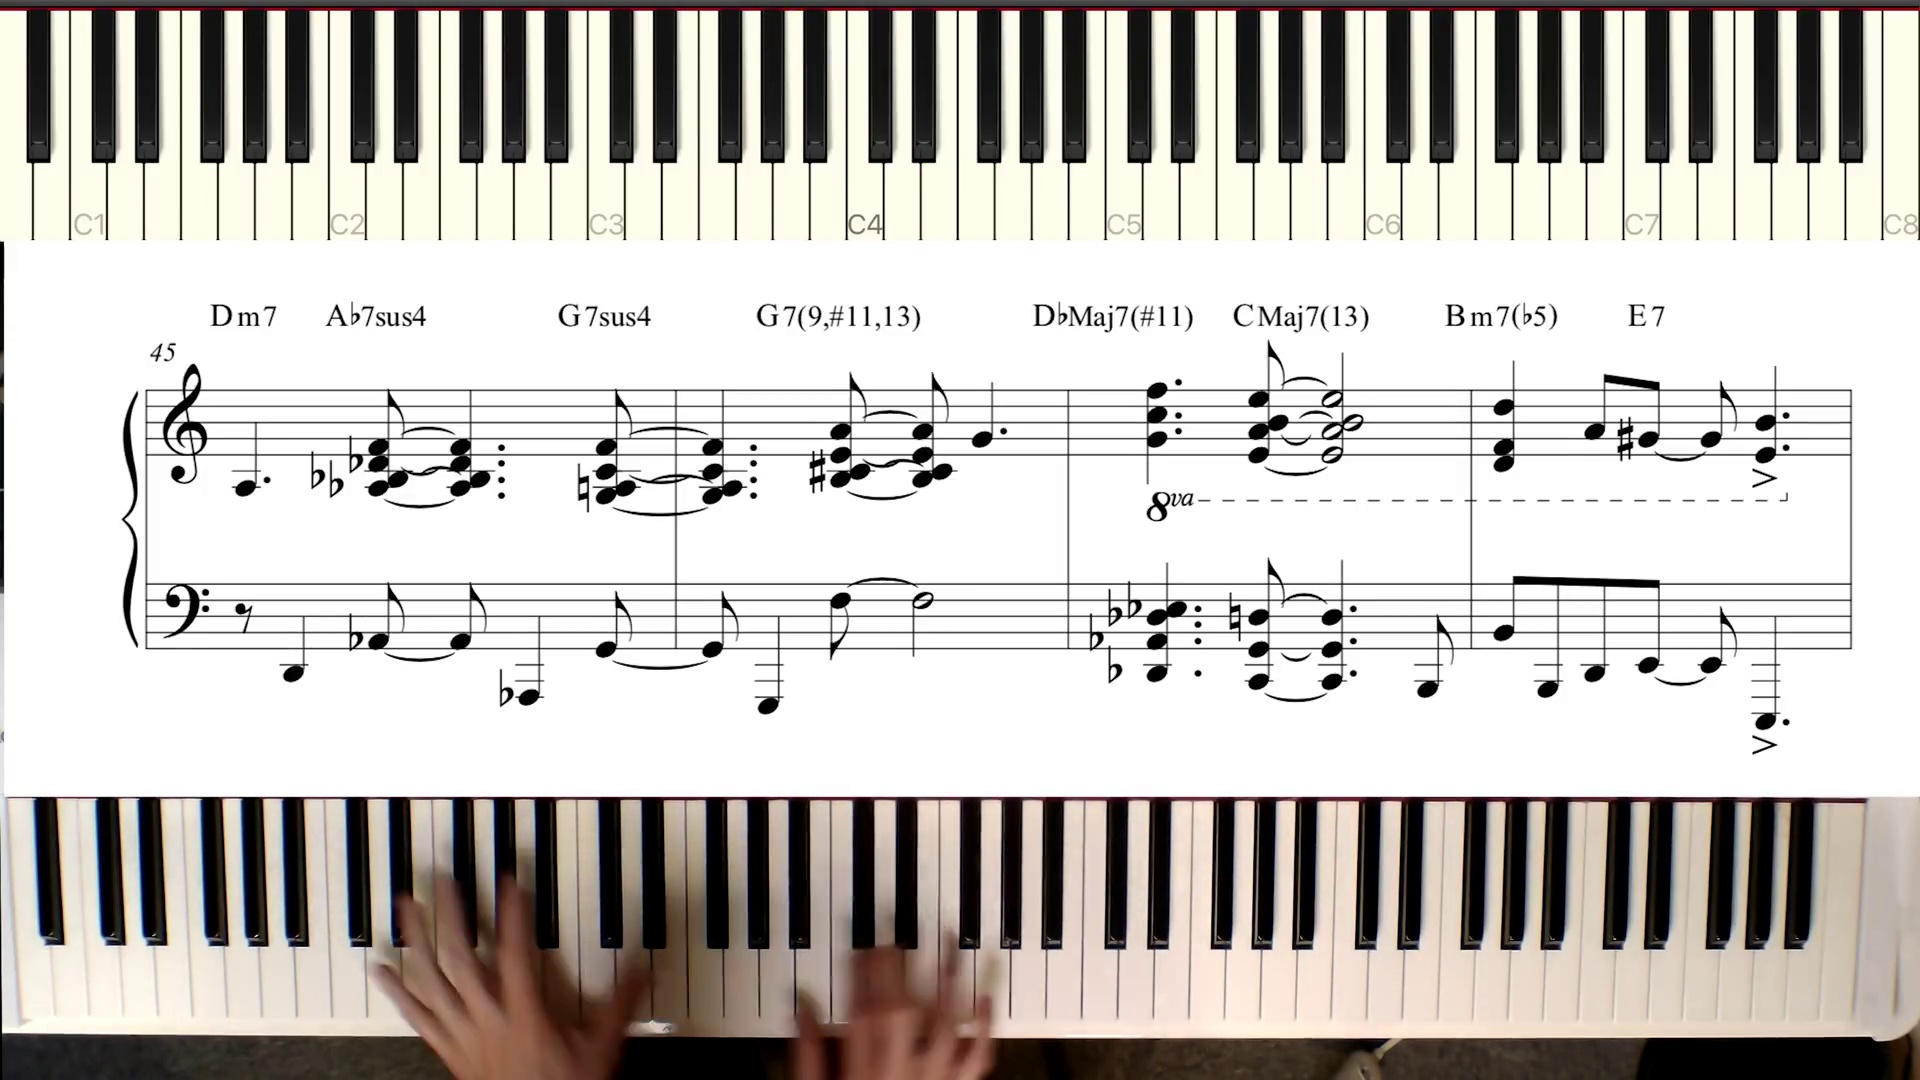 C1 C2 C3 C4 C5 C6 C7 C8
Dm7 A♭7sus4 G7sus4 G7(9,#11,13) D♭Maj7(#11) CMaj7(13) Bm7(♭5) E7
45
8va